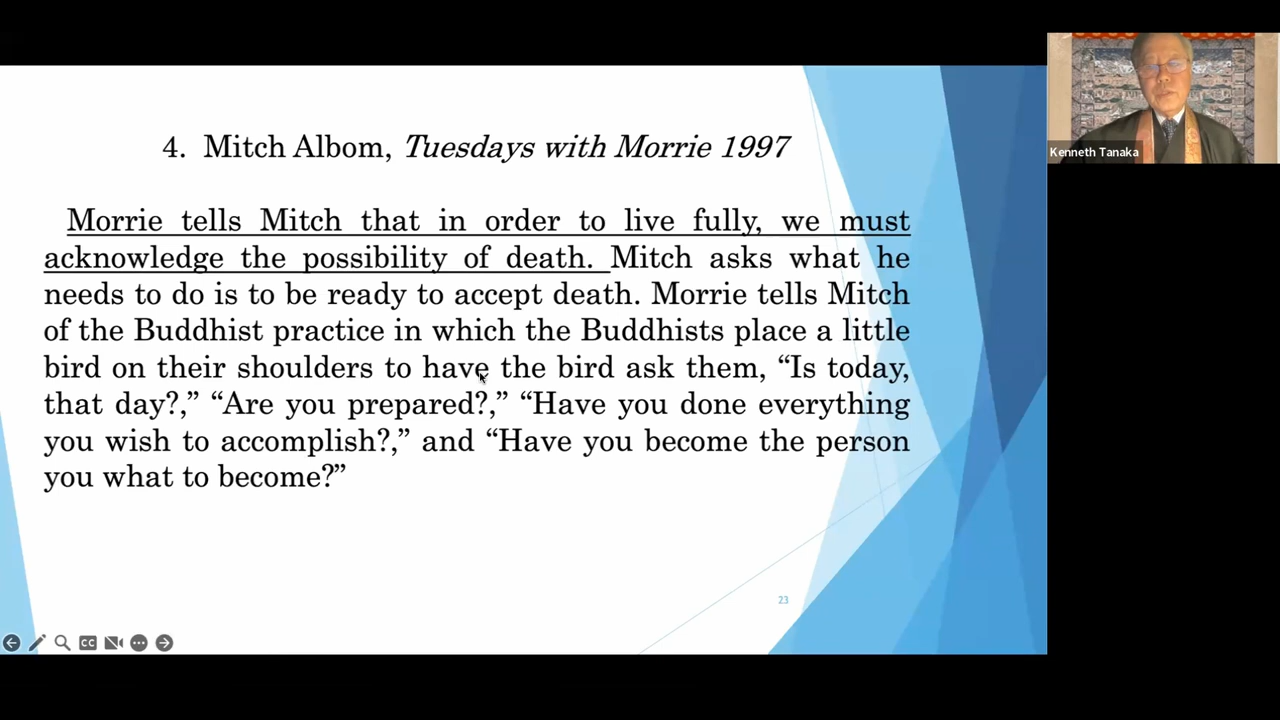 4. Mitch Albom, Tuesdays with Morrie 1997
Morrie tells Mitch that in order to live fully, we must
acknowledge the possibility of death. Mitch asks what he
needs to do is to be ready to accept death. Morrie tells Mitch
of the Buddhist practice in which the Buddhists place a little
bird on their shoulders to have the bird ask them, “Is today,
that day?,” “Are you prepared?,” “Have you done everything
you wish to accomplish?,” and “Have you become the person
you what to become?”
23
CC
Kenneth Tanaka